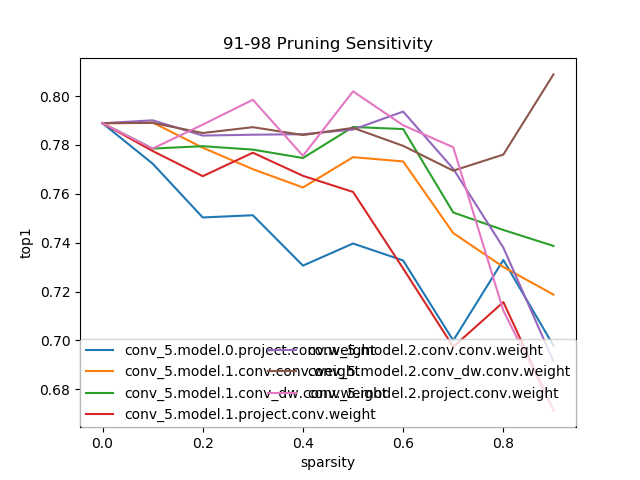 91-98 Pruning Sensitivity
0.80
0.78
0.76
0.74
0.72
0.70
0.68
top1
conv_5.model.0.project.conv.weight
conv_5.model.1.conv.conv.weight
conv_5.model.1.conv_dw.conv.weight
conv_5.model.1.project.conv.weight
conv_5.model.2.conv.conv.weight
conv_5.model.2.conv_dw.conv.weight
conv_5.model.2.project.conv.weight
0.0 0.2 0.4 0.6 0.8
sparsity